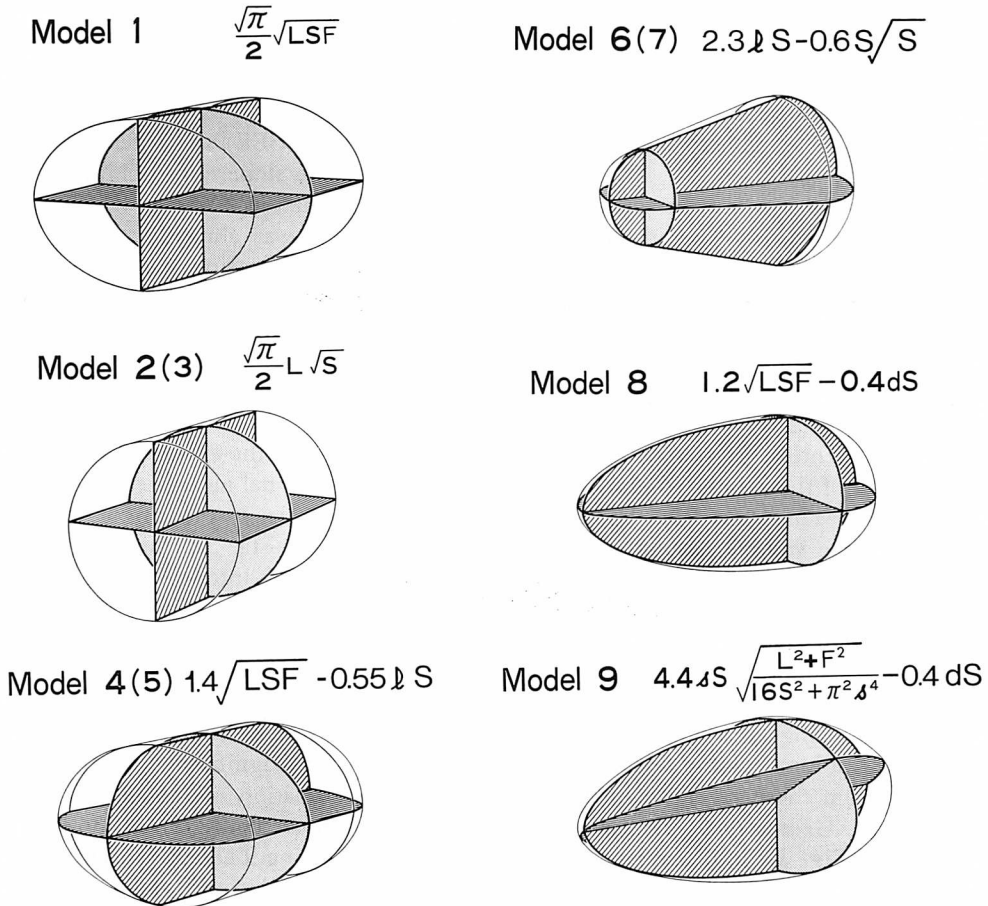 Model 1 √π/2 √LSF
Model 2(3) √π/2 L √S
Model 4(5) 1.4√LSF -0.55ℓS
Model 6(7) 2.3ℓS-0.6S√S
Model 8 1.2√LSF-0.4dS
Model 9 4.4sS √(L²+F²/16S²+π²s⁴)-0.4dS